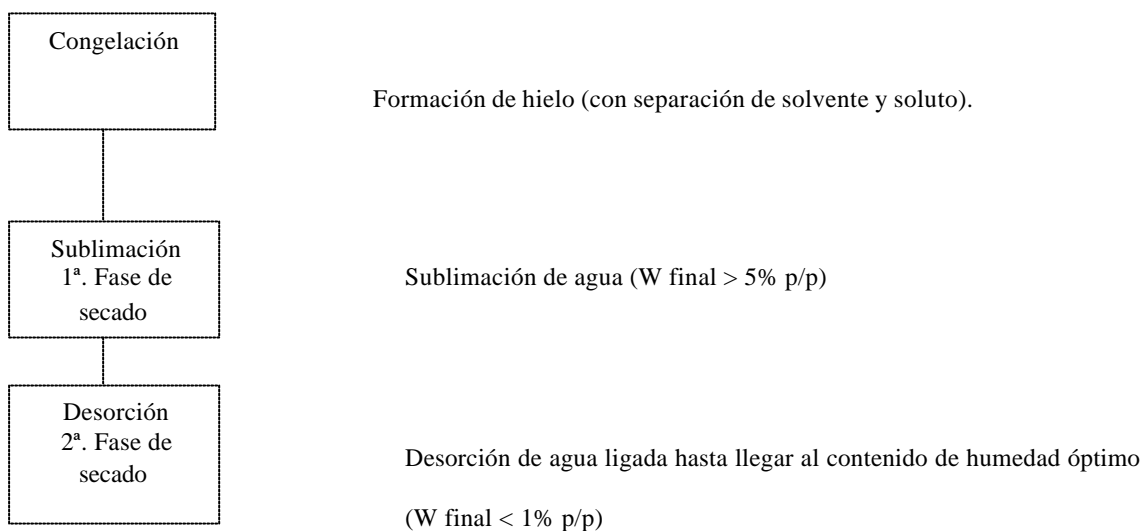 Congelación
Formación de hielo (con separación de solvente y soluto).
Sublimación
1ª. Fase de
secado
Sublimación de agua (W final > 5% p/p)
Desorción
2ª. Fase de
secado
Desorción de agua ligada hasta llegar al contenido de humedad óptimo
(W final < 1% p/p)